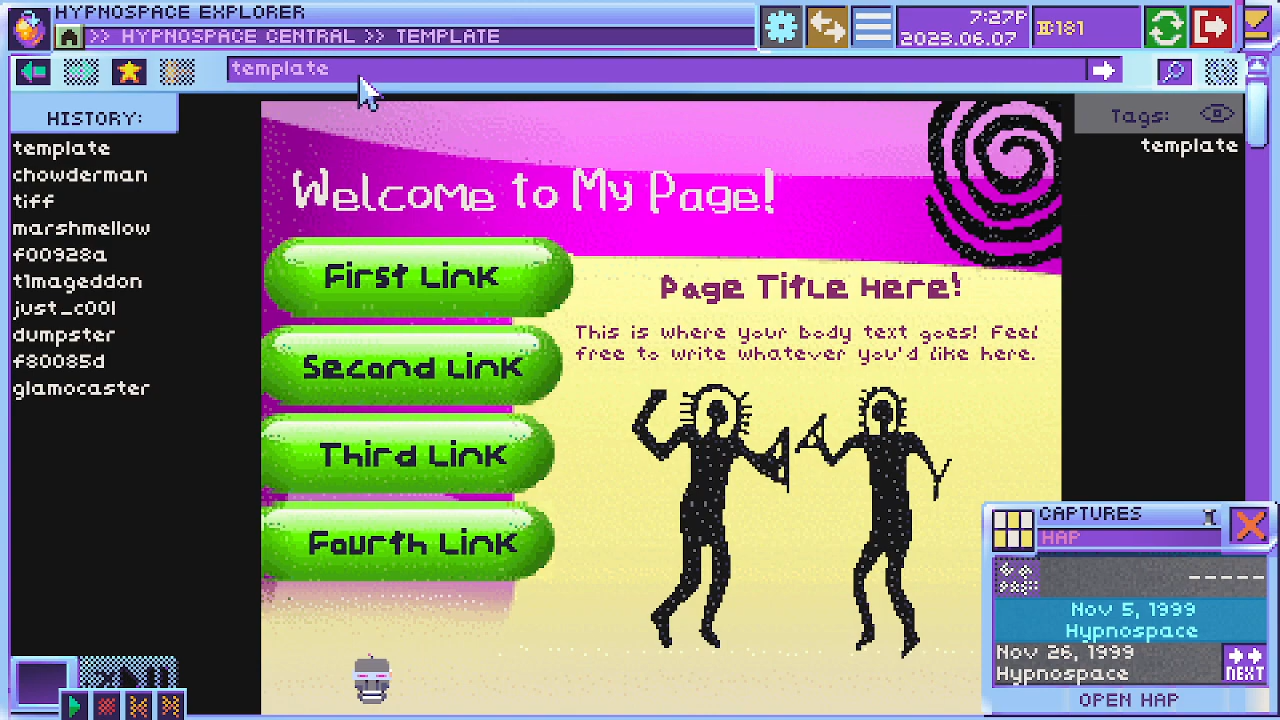 HYPNOSPACE EXPLORER
>> HYPNOSPACE CENTRAL >> TEMPLATE
7:27P
2023.06.07
181
template
HISTORY:
template
chowderman
tiff
marshmellow
f00928a
t1mageddon
just_c00l
dumpster
f80085d
glamocaster
Tags:
template
Welcome to My Page!
First Link
Second Link
Third Link
Fourth Link
Page Title Here!
This is where your body text goes! Feel
free to write whatever you'd like here.
CAPTURES
HAP
-----
Nov 5, 1999
Hypnospace
Nov 26, 1999
Hypnospace
NEXT
OPEN HAP